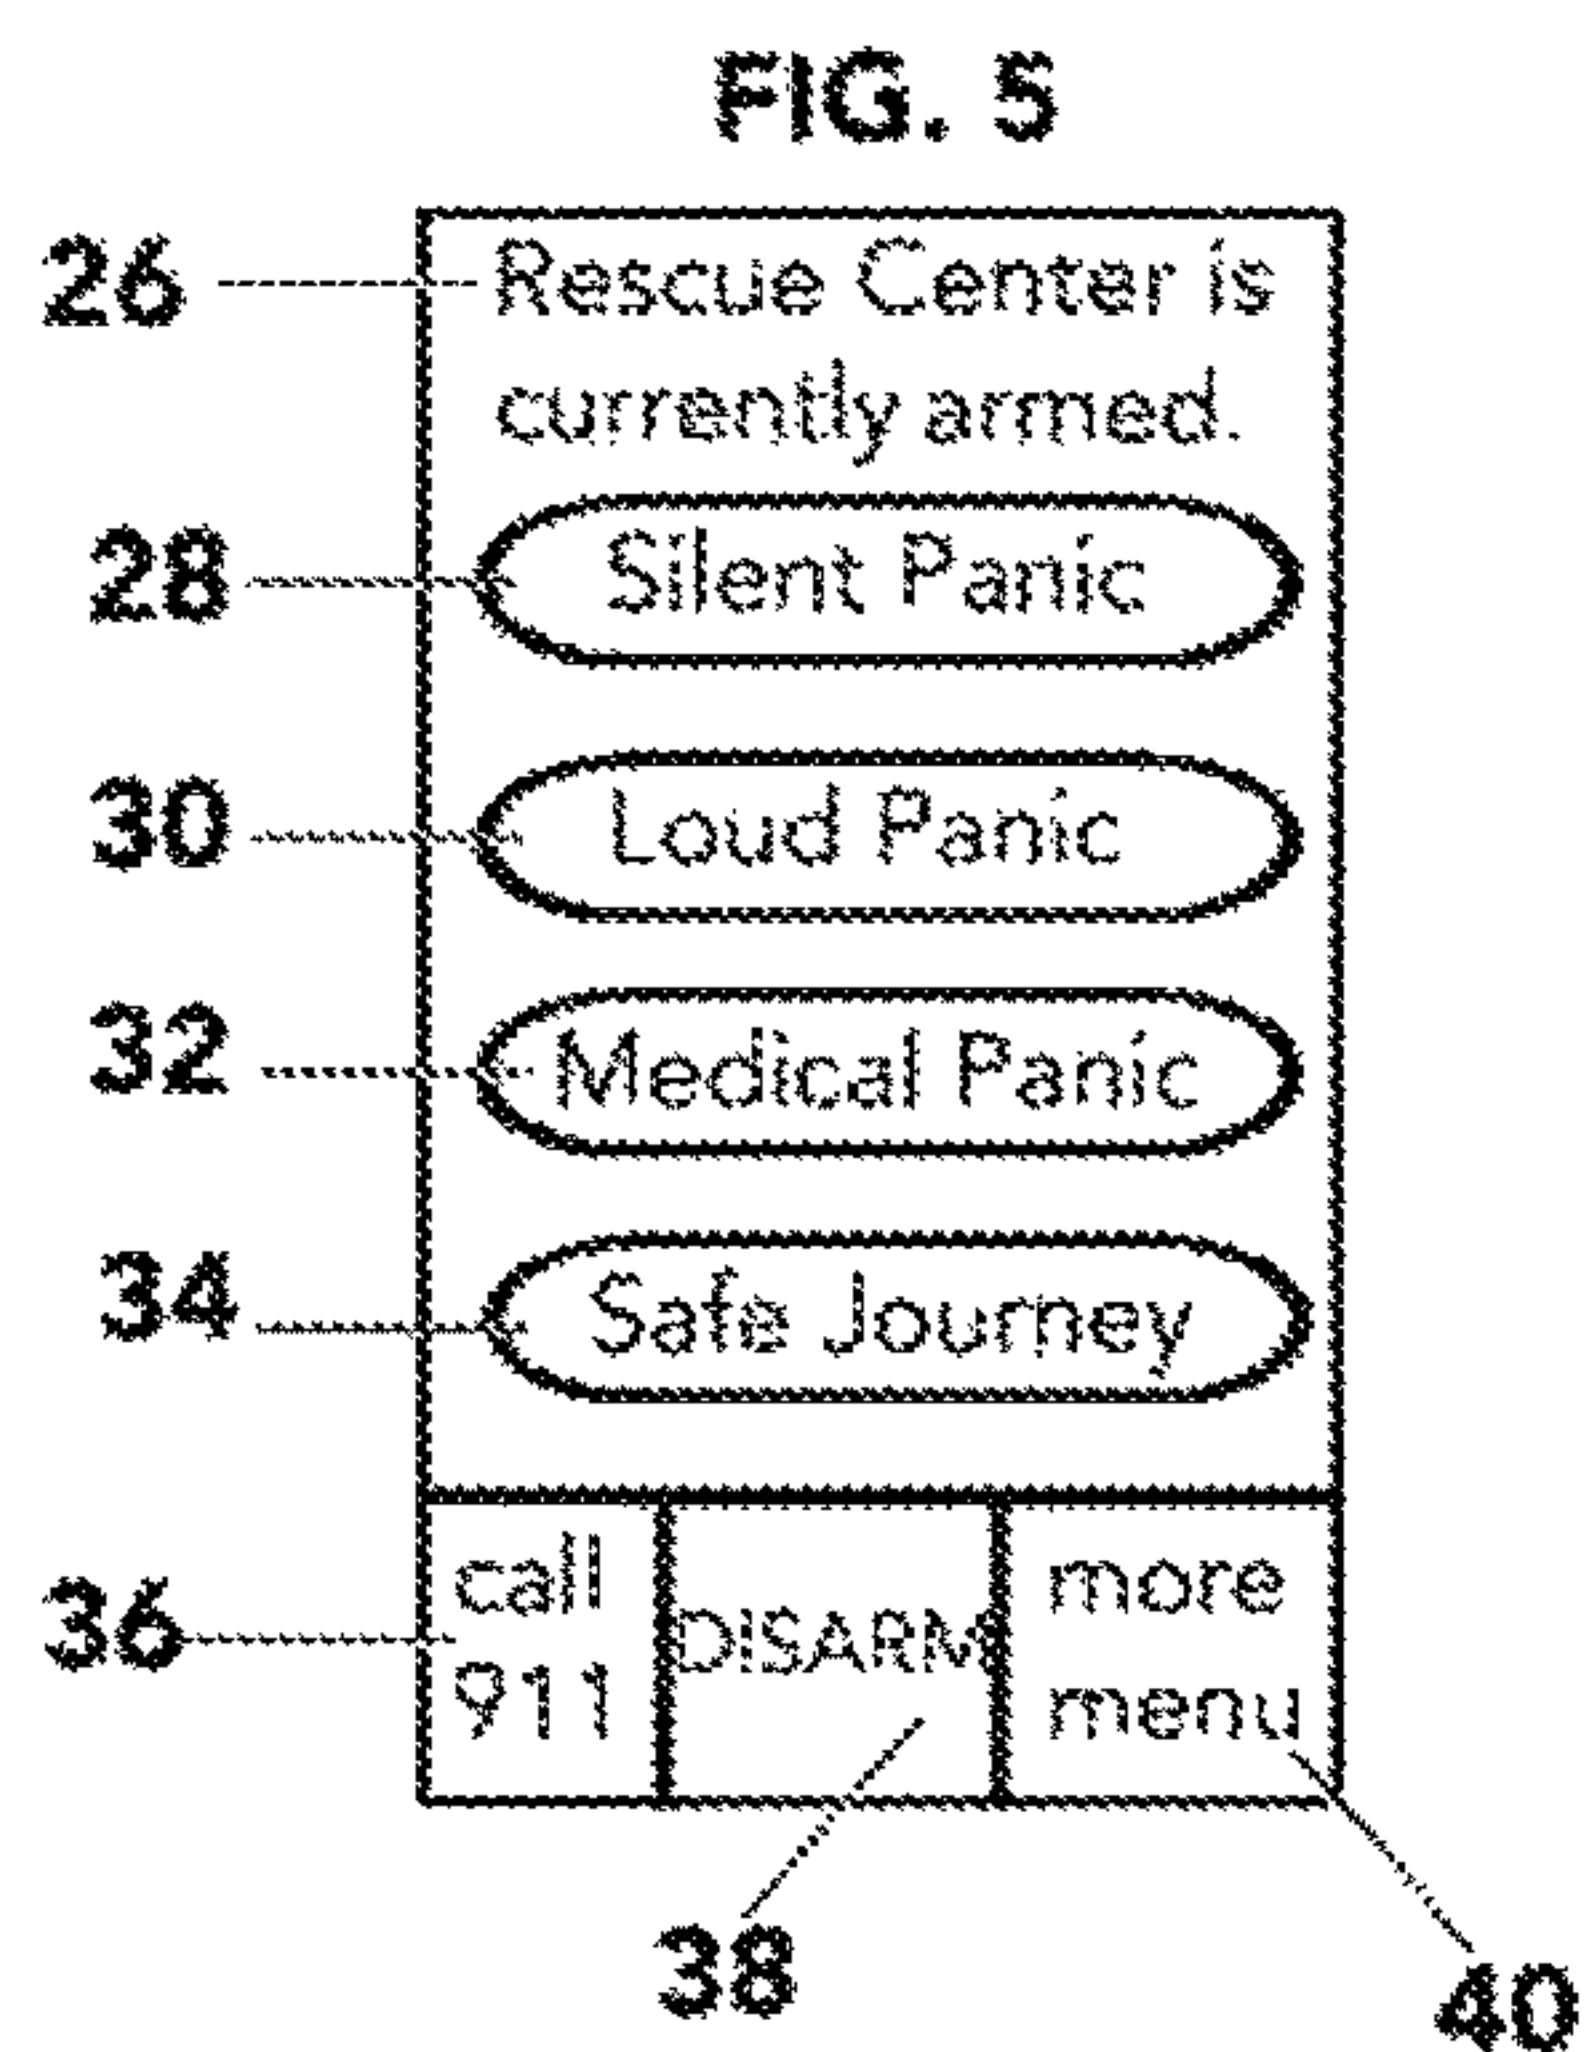 FIG. 5
26 Rescue Center is
currently armed.
28 Silent Panic
30 Loud Panic
32 Medical Panic
34 Safe Journey
36 call 911
DISARM
more menu
38
40